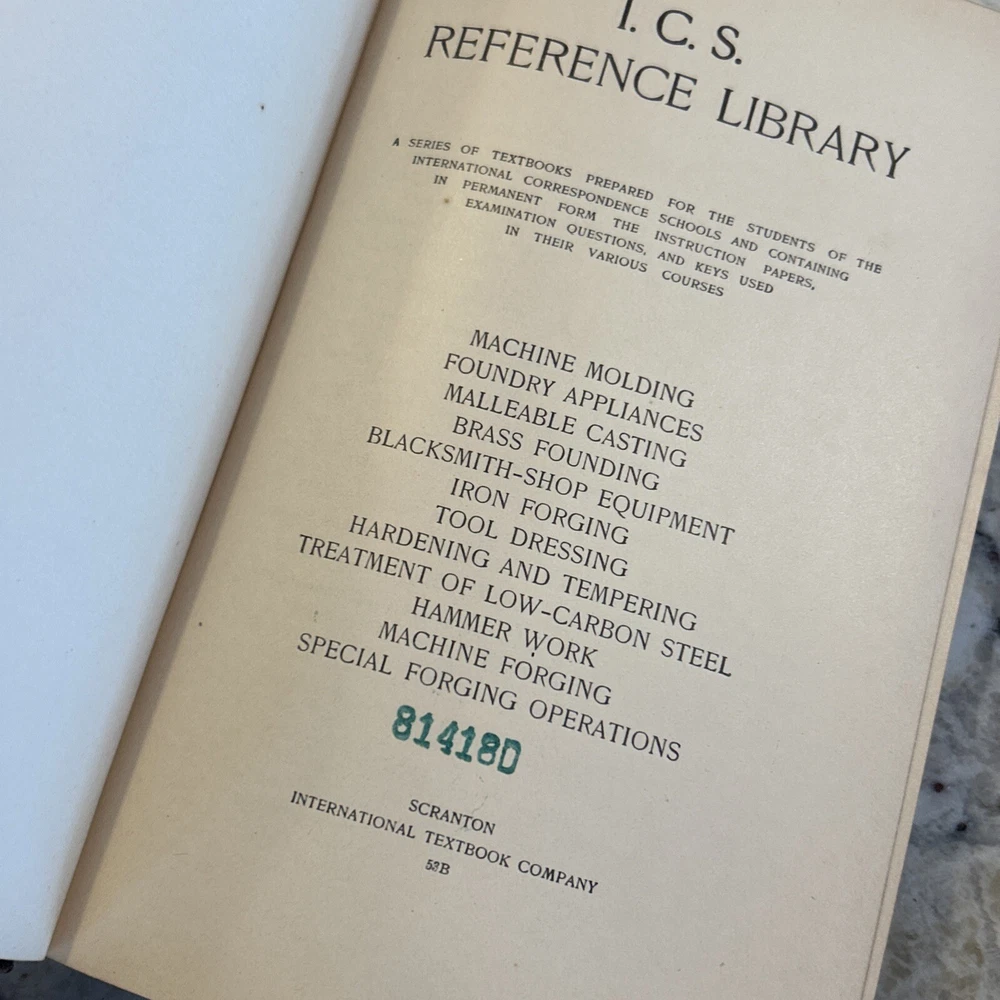 I. C. S.
REFERENCE LIBRARY
A SERIES OF TEXTBOOKS PREPARED FOR THE STUDENTS OF THE
INTERNATIONAL CORRESPONDENCE SCHOOLS AND CONTAINING
IN PERMANENT FORM THE INSTRUCTION PAPERS,
EXAMINATION QUESTIONS, AND KEYS USED
IN THEIR VARIOUS COURSES
MACHINE MOLDING
FOUNDRY APPLIANCES
MALLEABLE CASTING
BRASS FOUNDING
BLACKSMITH-SHOP EQUIPMENT
IRON FORGING
TOOL DRESSING
HARDENING AND TEMPERING
TREATMENT OF LOW-CARBON STEEL
HAMMER WORK
MACHINE FORGING
SPECIAL FORGING OPERATIONS
81418D
SCRANTON
INTERNATIONAL TEXTBOOK COMPANY
53B